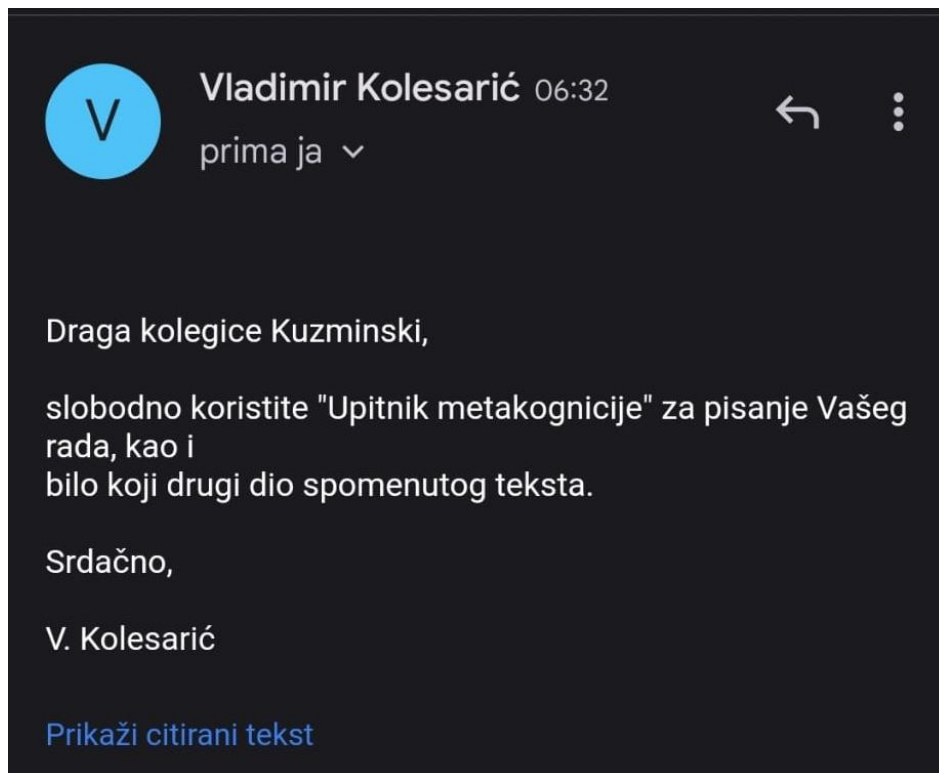 V
Vladimir Kolesarić 06:32
prima ja
Draga kolegice Kuzminski,
slobodno koristite "Upitnik metakognicije" za pisanje Vašeg
rada, kao i
bilo koji drugi dio spomenutog teksta.
Srdačno,
V. Kolesarić
Prikaži citirani tekst